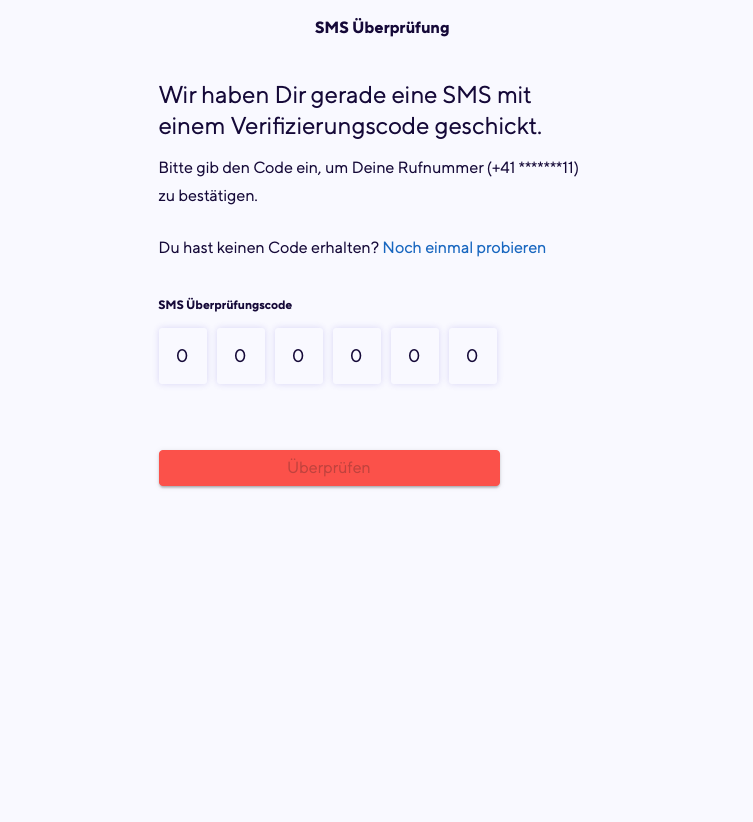 SMS Überprüfung
Wir haben Dir gerade eine SMS mit
einem Verifizierungscode geschickt.
Bitte gib den Code ein, um Deine Rufnummer (+41 *******11)
zu bestätigen.
Du hast keinen Code erhalten? Noch einmal probieren
SMS Überprüfungscode
0 0 0 0 0 0
Überprüfen